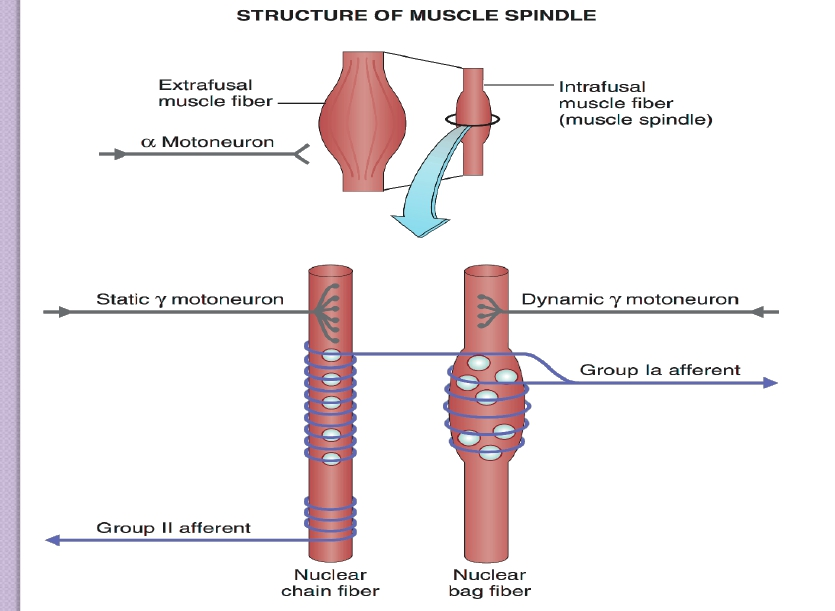 STRUCTURE OF MUSCLE SPINDLE
Extrafusal
muscle fiber
Intrafusal
muscle fiber
(muscle spindle)
α Motoneuron
Static γ motoneuron
Dynamic γ motoneuron
Group Ia afferent
Group II afferent
Nuclear
chain fiber
Nuclear
bag fiber